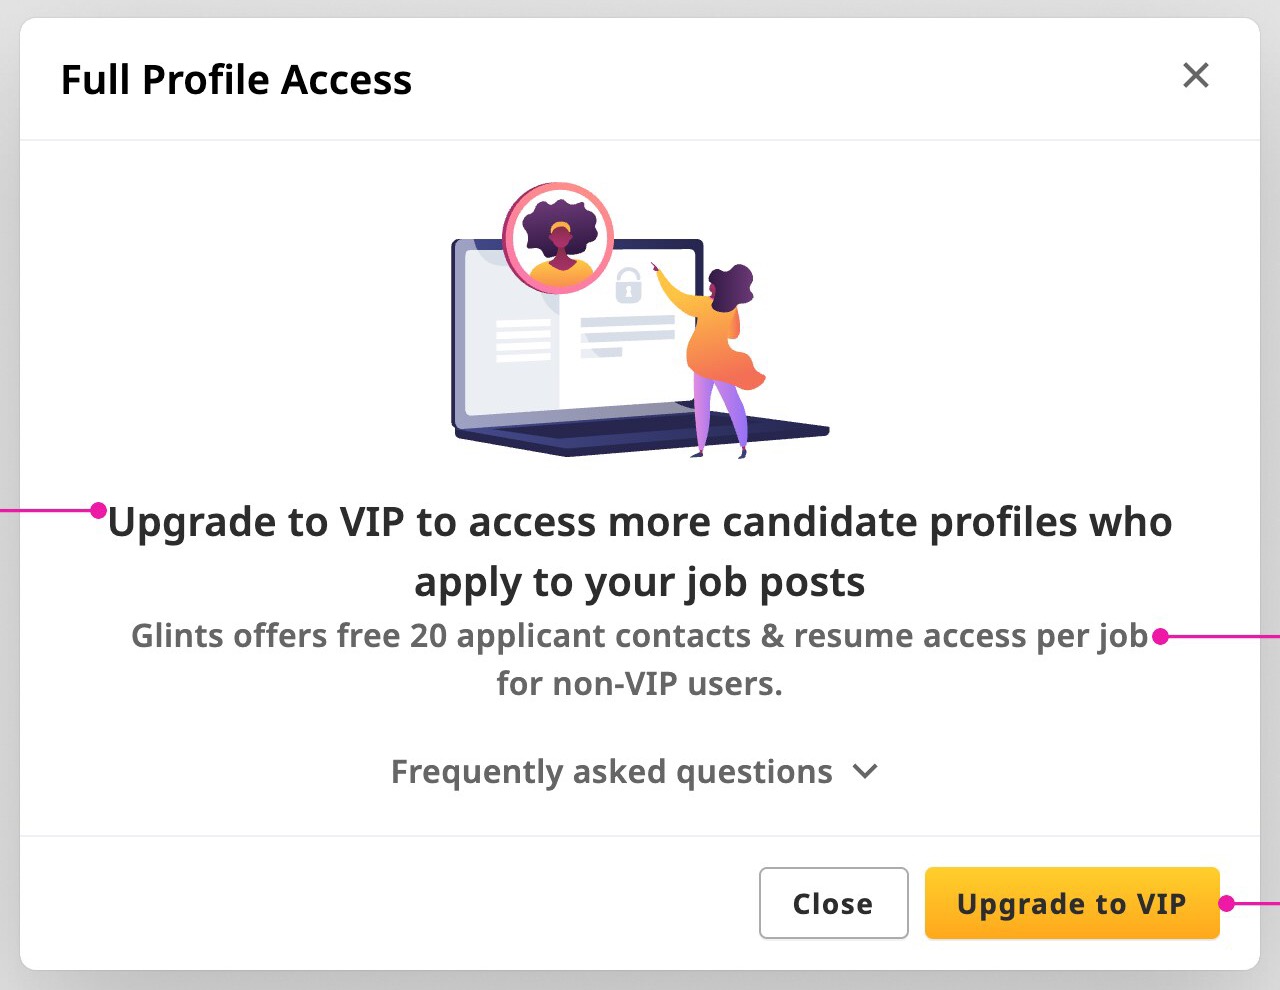 Full Profile Access
Upgrade to VIP to access more candidate profiles who
apply to your job posts
Glints offers free 20 applicant contacts & resume access per job
for non-VIP users.
Frequently asked questions
Close
Upgrade to VIP